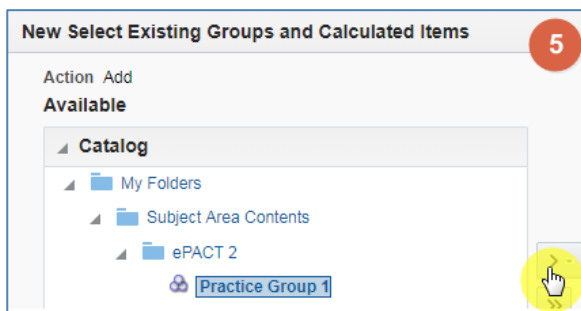 New Select Existing Groups and Calculated Items
5
Action Add
Available
Catalog
My Folders
Subject Area Contents
ePACT 2
Practice Group 1